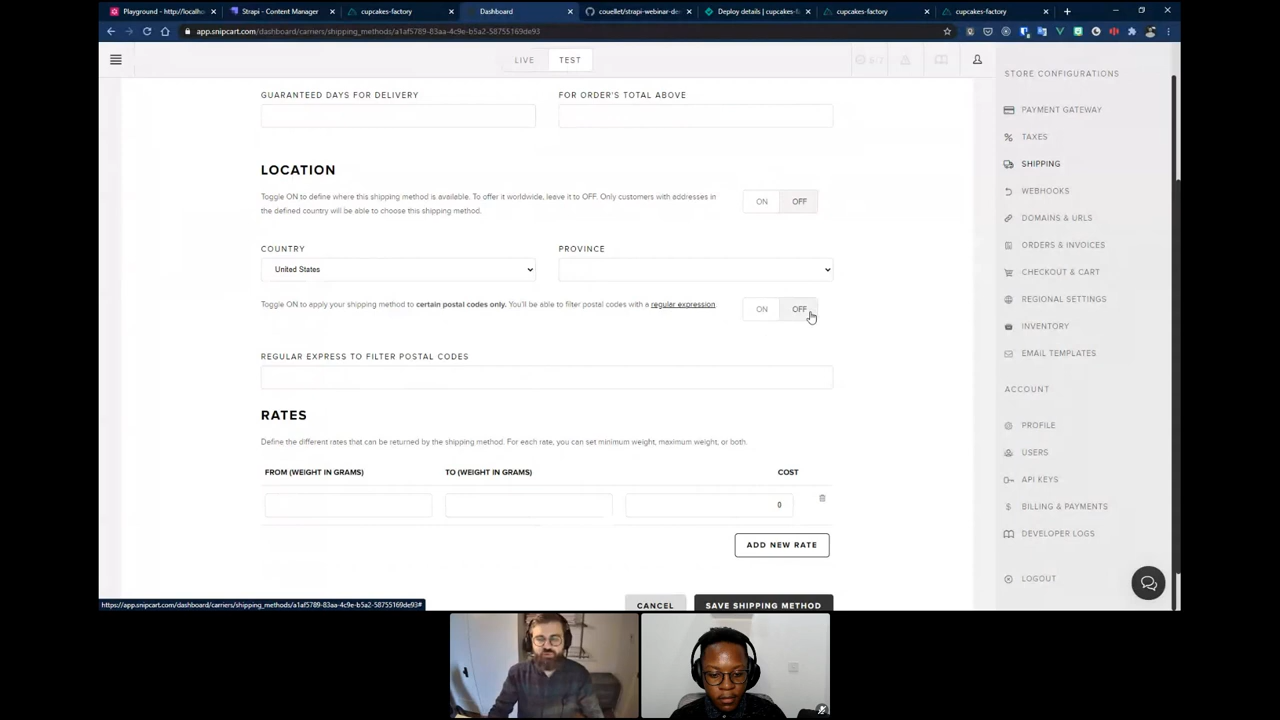 Playground - http://localho
Strapi - Content Manager
cupcakes-factory
Dashboard
couellet/strapi-webinar-de
Deploy details | cupcakes-f
cupcakes-factory
cupcakes-factory
app.snipcart.com/dashboard/carriers/shipping_methods/a1af5789-83aa-4c9e-b5a2-58755169de93
LIVE
TEST
GUARANTEED DAYS FOR DELIVERY
FOR ORDER'S TOTAL ABOVE
LOCATION
Toggle ON to define where this shipping method is available. To offer it worldwide, leave it to OFF. Only customers with addresses in
the defined country will be able to choose this shipping method.
ON
OFF
COUNTRY
PROVINCE
United States
Toggle ON to apply your shipping method to certain postal codes only. You'll be able to filter postal codes with a regular expression.
ON
OFF
REGULAR EXPRESS TO FILTER POSTAL CODES
RATES
Define the different rates that can be returned by the shipping method. For each rate, you can set minimum weight, maximum weight, or both.
FROM (WEIGHT IN GRAMS)
TO (WEIGHT IN GRAMS)
COST
0
ADD NEW RATE
CANCEL
SAVE SHIPPING METHOD
STORE CONFIGURATIONS
PAYMENT GATEWAY
TAXES
SHIPPING
WEBHOOKS
DOMAINS & URLS
ORDERS & INVOICES
CHECKOUT & CART
REGIONAL SETTINGS
INVENTORY
EMAIL TEMPLATES
ACCOUNT
PROFILE
USERS
API KEYS
BILLING & PAYMENTS
DEVELOPER LOGS
LOGOUT
https://app.snipcart.com/dashboard/carriers/shipping_methods/a1af5789-83aa-4c9e-b5a2-58755169de93#